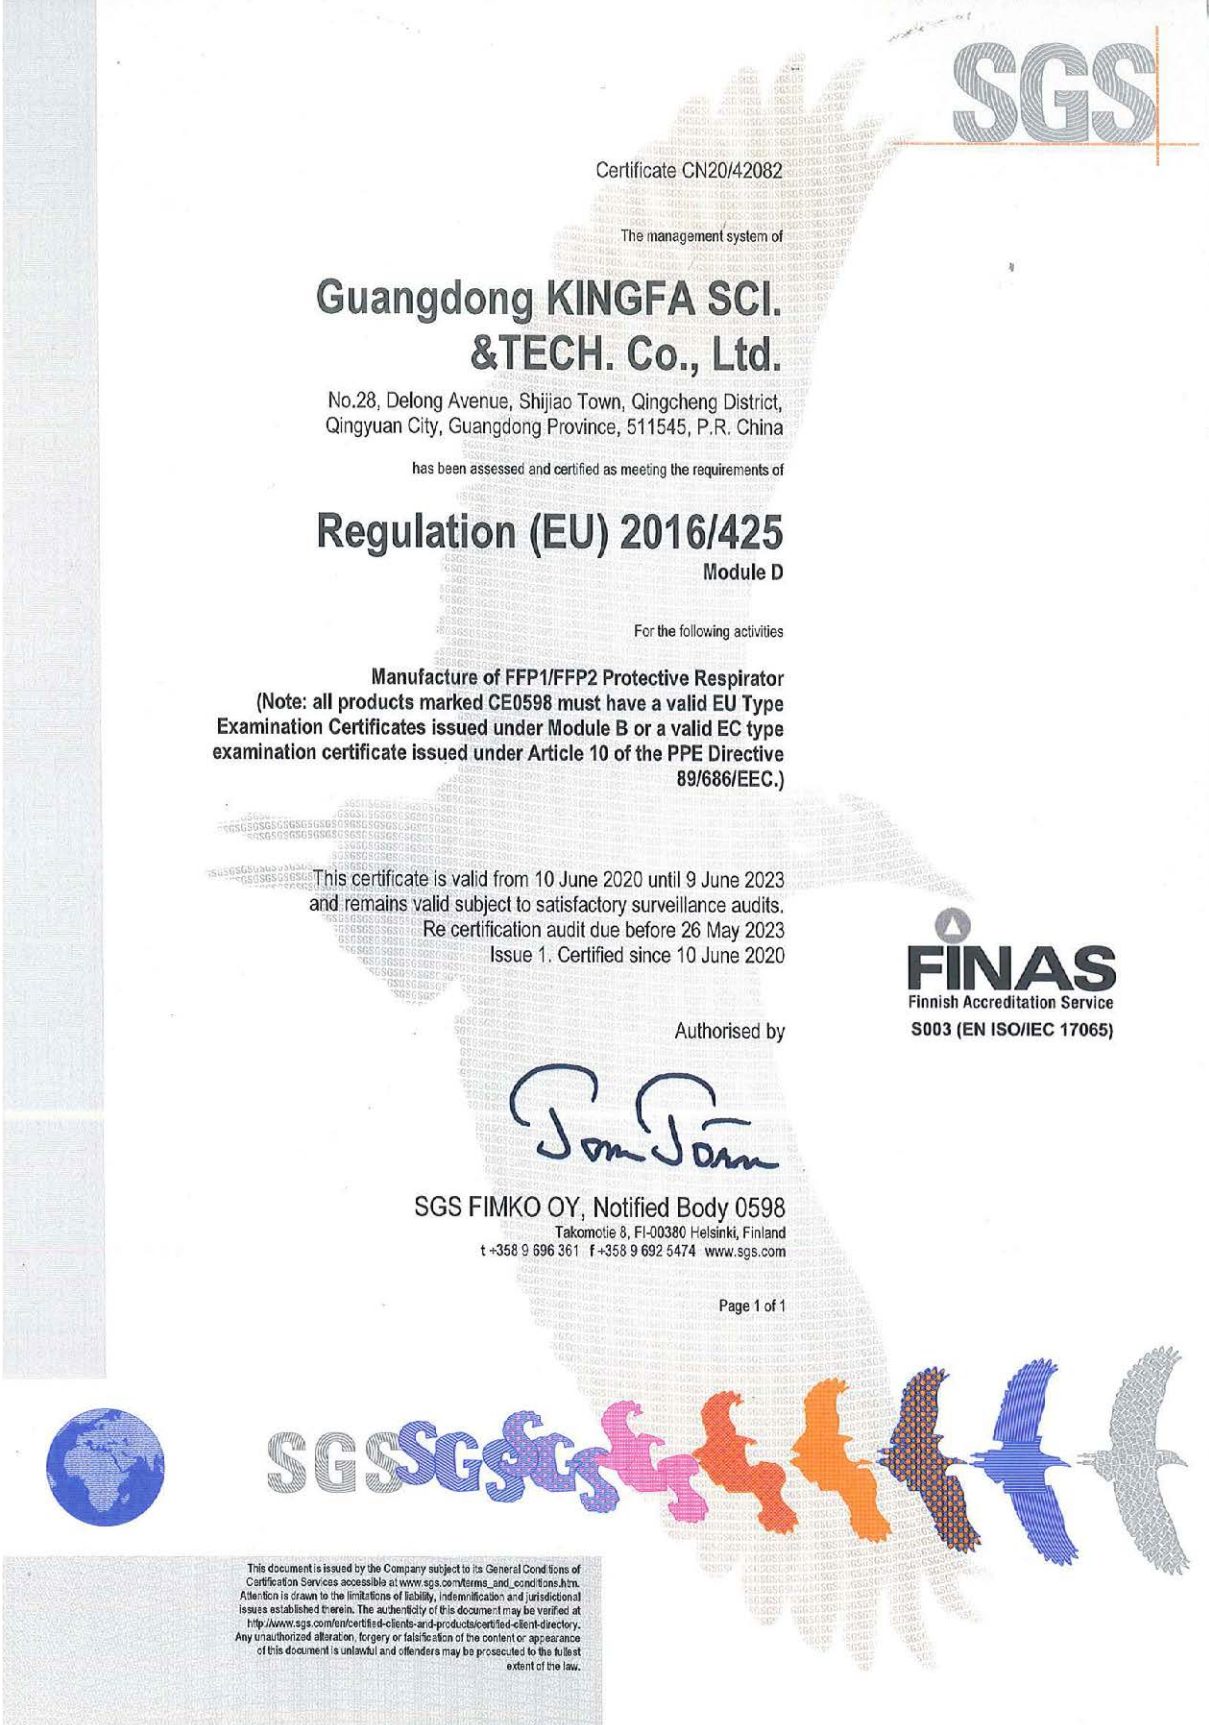 SGS
Certificate CN20/42082
The management system of
Guangdong KINGFA SCI.
&TECH. Co., Ltd.
No.28, Delong Avenue, Shijiao Town, Qingcheng District,
Qingyuan City, Guangdong Province, 511545, P.R. China
has been assessed and certified as meeting the requirements of
Regulation (EU) 2016/425
Module D
For the following activities
Manufacture of FFP1/FFP2 Protective Respirator
(Note: all products marked CE0598 must have a valid EU Type
Examination Certificates issued under Module B or a valid EC type
examination certificate issued under Article 10 of the PPE Directive
89/686/EEC.)
This certificate is valid from 10 June 2020 until 9 June 2023
and remains valid subject to satisfactory surveillance audits.
Re certification audit due before 26 May 2023
Issue 1. Certified since 10 June 2020
FINAS
Finnish Accreditation Service
S003 (EN ISO/IEC 17065)
Authorised by
SGS FIMKO OY, Notified Body 0598
Takomotie 8, FI-00380 Helsinki, Finland
t +358 9 696 361 f +358 9 692 5474 www.sgs.com
Page 1 of 1
SGS SGS SGS
This document is issued by the Company subject to its General Conditions of
Certification Services accessible at www.sgs.com/terms_and_conditions.htm.
Attention is drawn to the limitations of liability, indemnification and jurisdictional
issues established therein. The authenticity of this document may be verified at
http://www.sgs.com/en/certified-clients-and-products/certified-client-directory.
Any unauthorized alteration, forgery or falsification of the content or appearance
of this document is unlawful and offenders may be prosecuted to the fullest
extent of the law.